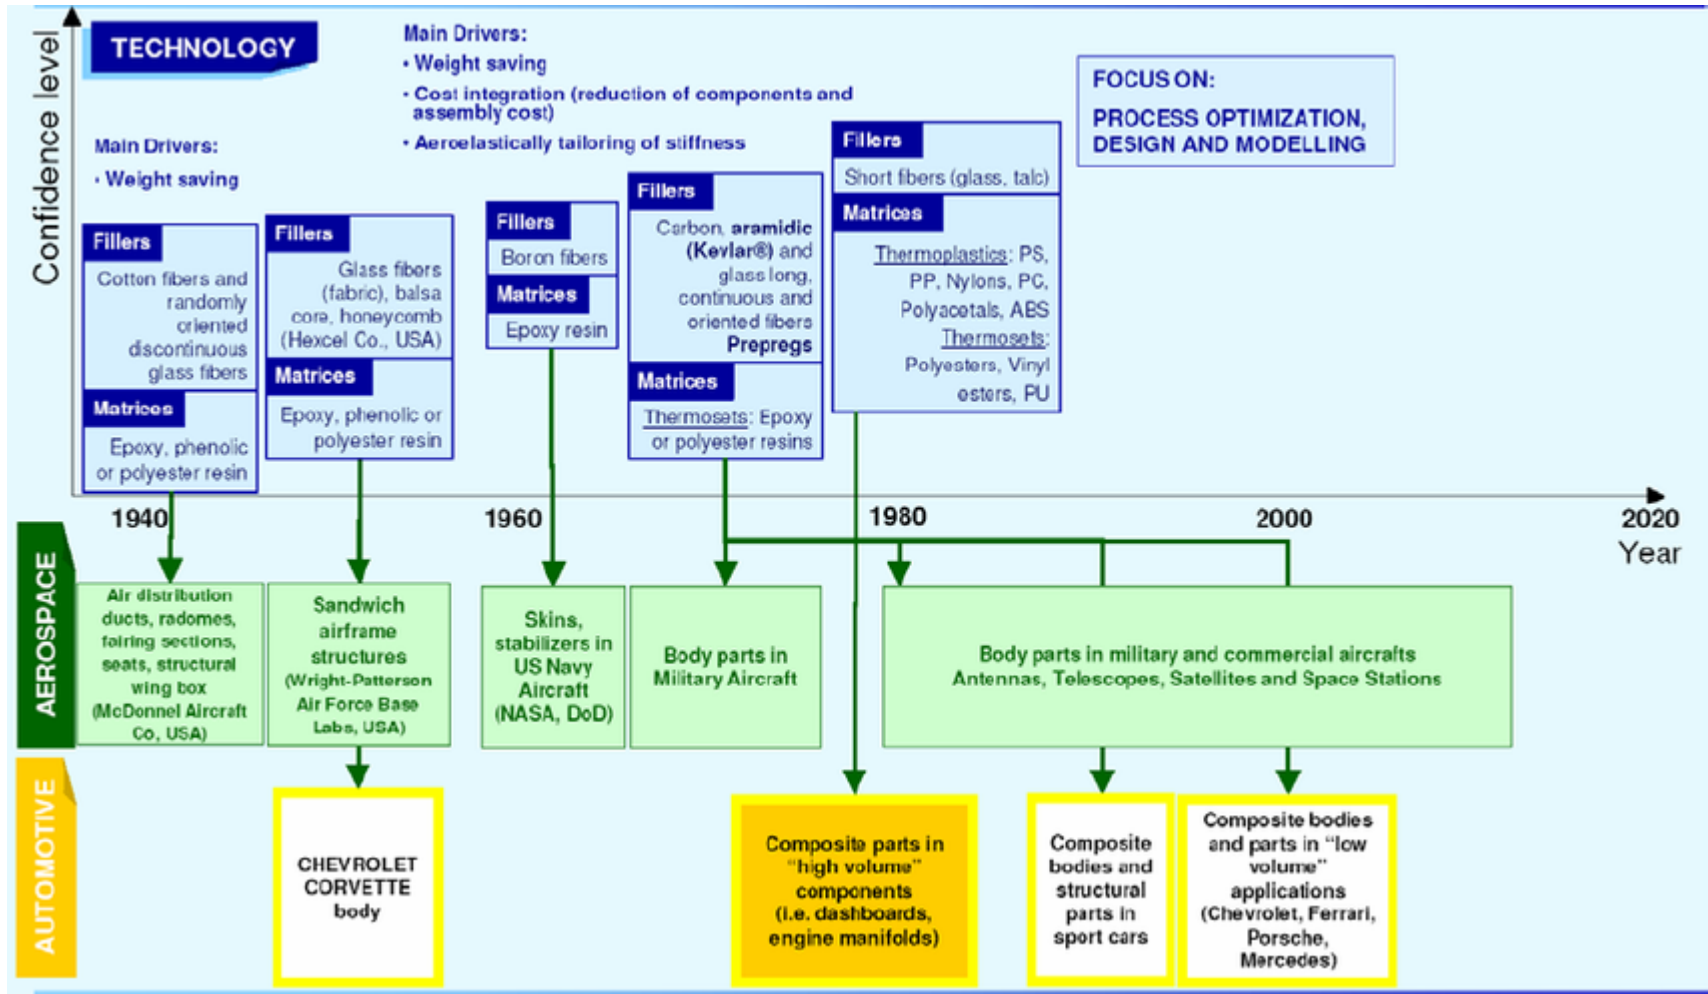 Confidence level
TECHNOLOGY
Main Drivers:
• Weight saving
Main Drivers:
• Weight saving
• Cost integration (reduction of components and
assembly cost)
• Aeroelastically tailoring of stiffness
FOCUS ON:
PROCESS OPTIMIZATION,
DESIGN AND MODELLING
Fillers
Cotton fibers and
randomly
oriented
discontinuous
glass fibers
Matrices
Epoxy, phenolic
or polyester resin
Fillers
Glass fibers
(fabric), balsa
core, honeycomb
(Hexcel Co., USA)
Matrices
Epoxy, phenolic or
polyester resin
Fillers
Boron fibers
Matrices
Epoxy resin
Fillers
Carbon, aramidic
(Kevlar®) and
glass long,
continuous and
oriented fibers
Prepregs
Matrices
Thermosets: Epoxy
or polyester resins
Fillers
Short fibers (glass, talc)
Matrices
Thermoplastics: PS,
PP, Nylons, PC,
Polyacetals, ABS
Thermosets:
Polyesters, Vinyl
esters, PU
1940
1960
1980
2000
2020
Year
AEROSPACE
Air distribution
ducts, radomes,
fairing sections,
seats, structural
wing box
(McDonnel Aircraft
Co, USA)
Sandwich
airframe
structures
(Wright-Patterson
Air Force Base
Labs, USA)
Skins,
stabilizers in
US Navy
Aircraft
(NASA, DoD)
Body parts in
Military Aircraft
Body parts in military and commercial aircrafts
Antennas, Telescopes, Satellites and Space Stations
AUTOMOTIVE
CHEVROLET
CORVETTE
body
Composite parts in
“high volume”
components
(i.e. dashboards,
engine manifolds)
Composite
bodies and
structural
parts in
sport cars
Composite bodies
and parts in “low
volume”
applications
(Chevrolet, Ferrari,
Porsche,
Mercedes)